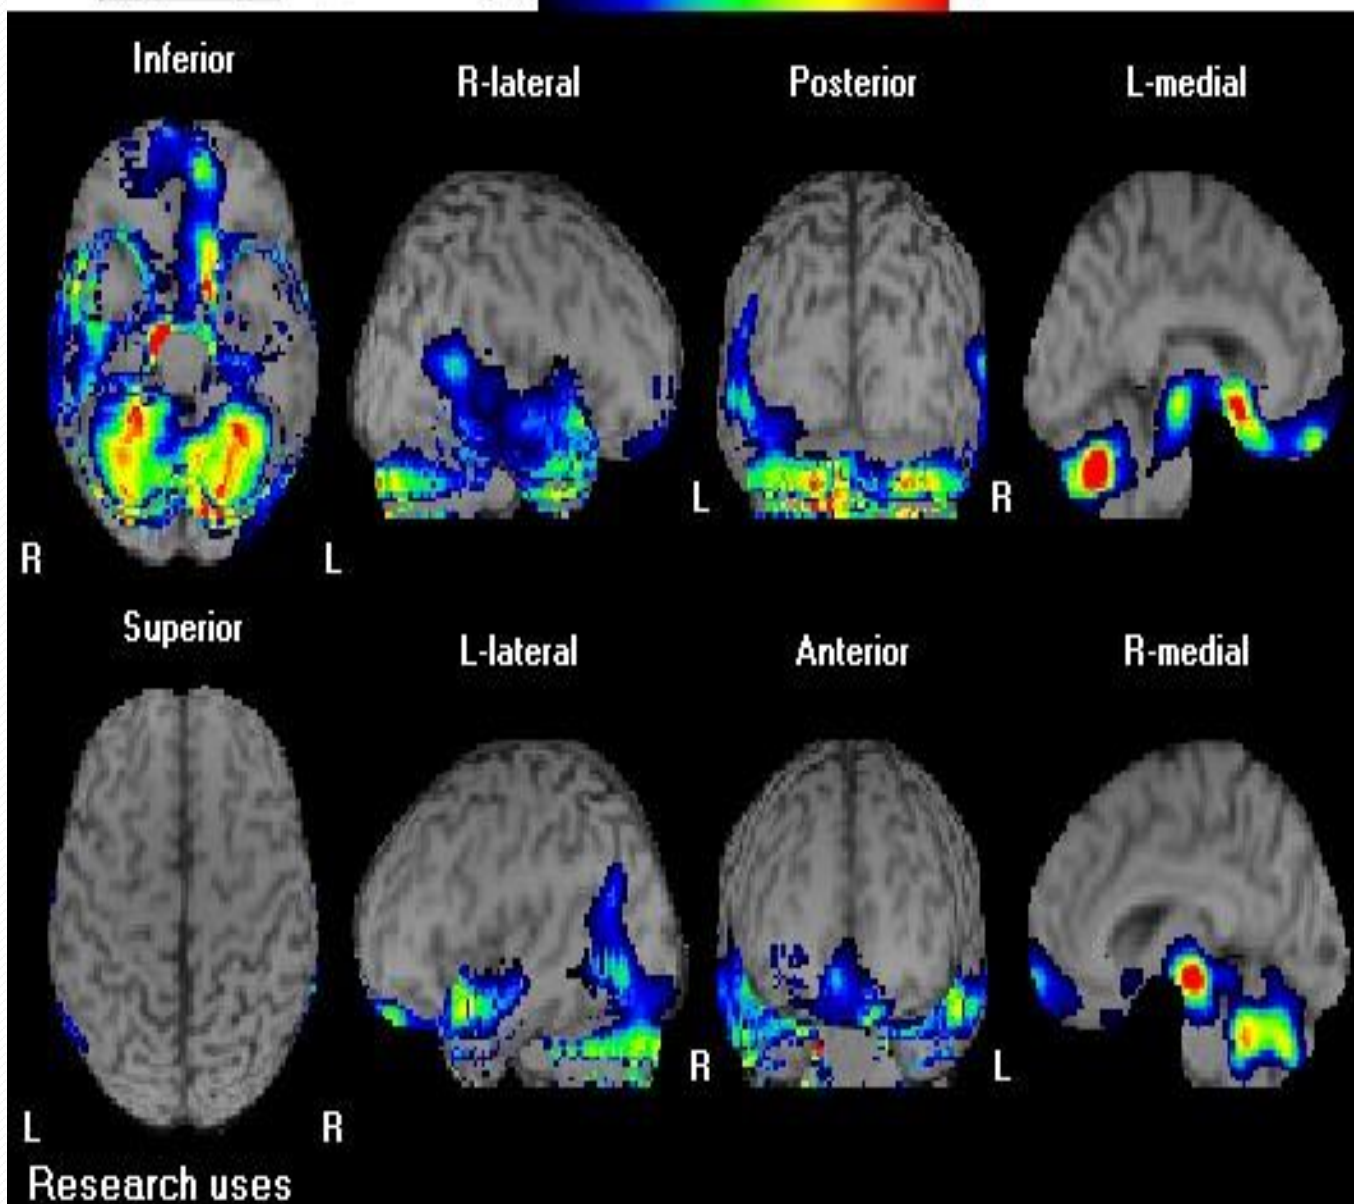 Inferior
R-lateral
Posterior
L-medial
L
R
R
L
Superior
L-lateral
Anterior
R-medial
R
L
L
R
Research uses